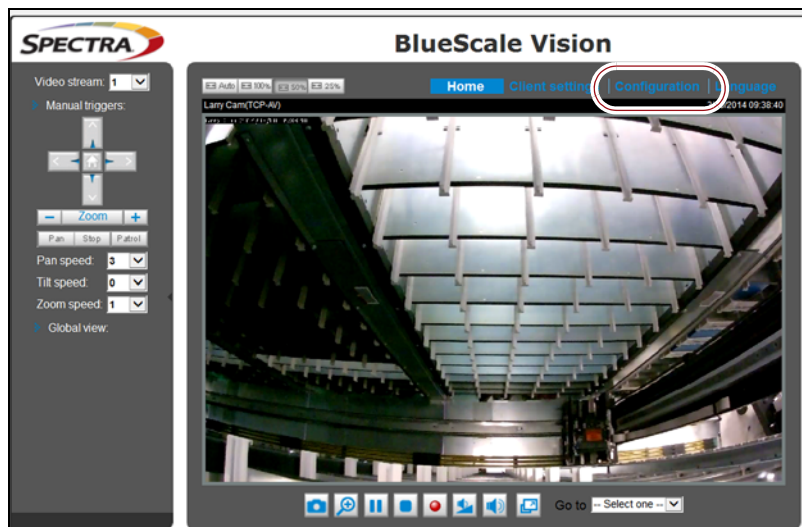 SPECTRA
BlueScale Vision
Video stream: 1
Manual triggers:
Zoom
Pan Stop Patrol
Pan speed: 3
Tilt speed: 0
Zoom speed: 1
Global view:
Auto 100% 50% 25%
Home Client settings Configuration Language
Larry Cam(TCP-AV) 2014 09:38:40
Go to -- Select one --